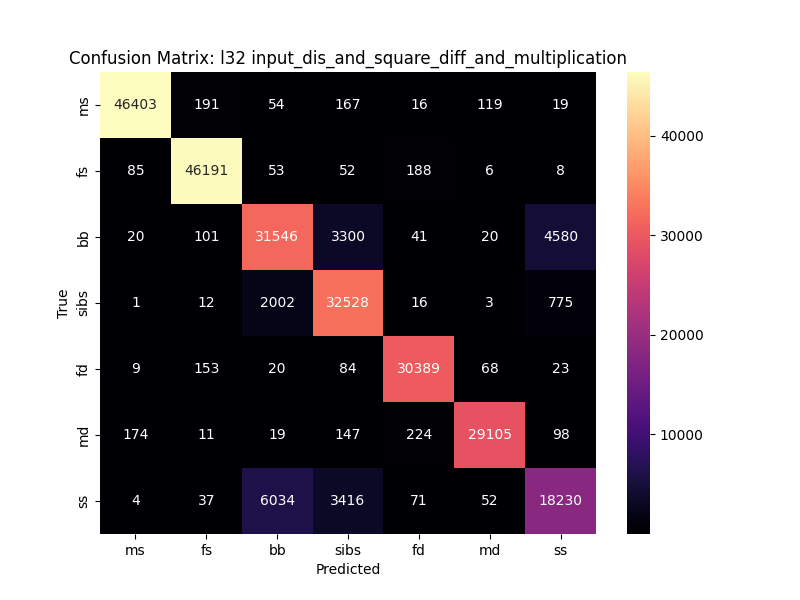 Confusion Matrix: l32 input_dis_and_square_diff_and_multiplication
ms 46403 191 54 167 16 119 19
fs 85 46191 53 52 188 6 8
bb 20 101 31546 3300 41 20 4580
sibs 1 12 2002 32528 16 3 775
fd 9 153 20 84 30389 68 23
md 174 11 19 147 224 29105 98
ss 4 37 6034 3416 71 52 18230
ms fs bb sibs fd md ss
Predicted
True
40000
30000
20000
10000